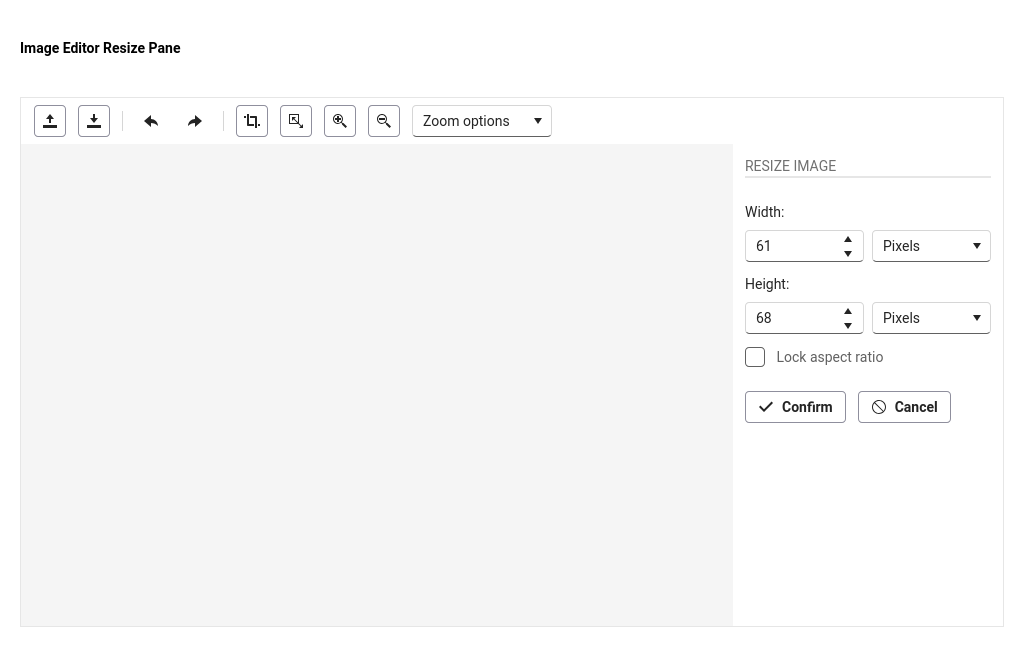 Image Editor Resize Pane
Zoom options
RESIZE IMAGE
Width:
61 Pixels
Height:
68 Pixels
Lock aspect ratio
Confirm Cancel